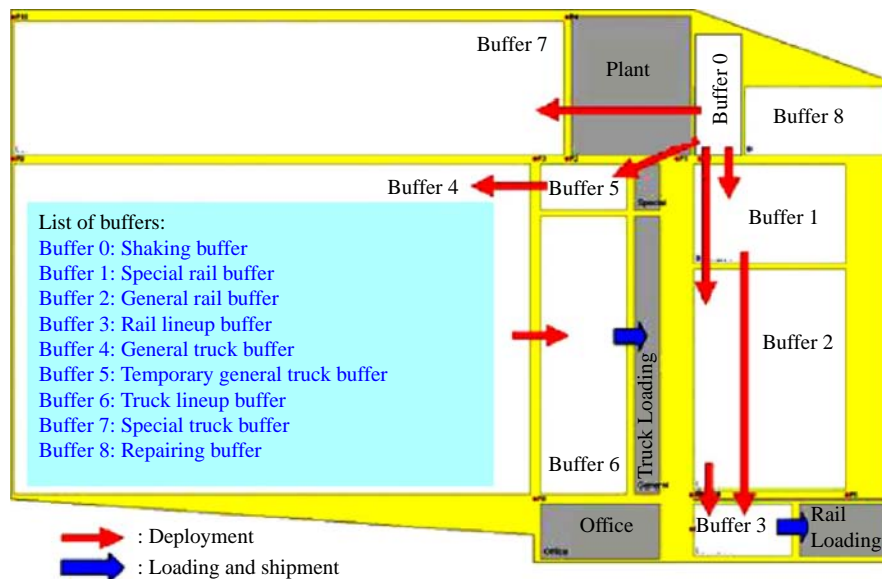 Buffer 7
Plant
Buffer 0
Buffer 8
Buffer 4
Buffer 5
Special
Buffer 1
List of buffers:
Buffer 0: Shaking buffer
Buffer 1: Special rail buffer
Buffer 2: General rail buffer
Buffer 3: Rail lineup buffer
Buffer 4: General truck buffer
Buffer 5: Temporary general truck buffer
Buffer 6: Truck lineup buffer
Buffer 7: Special truck buffer
Buffer 8: Repairing buffer
Truck Loading
Buffer 2
Buffer 6
General
Office
Office
Buffer 3
Rail
Loading
: Deployment
: Loading and shipment